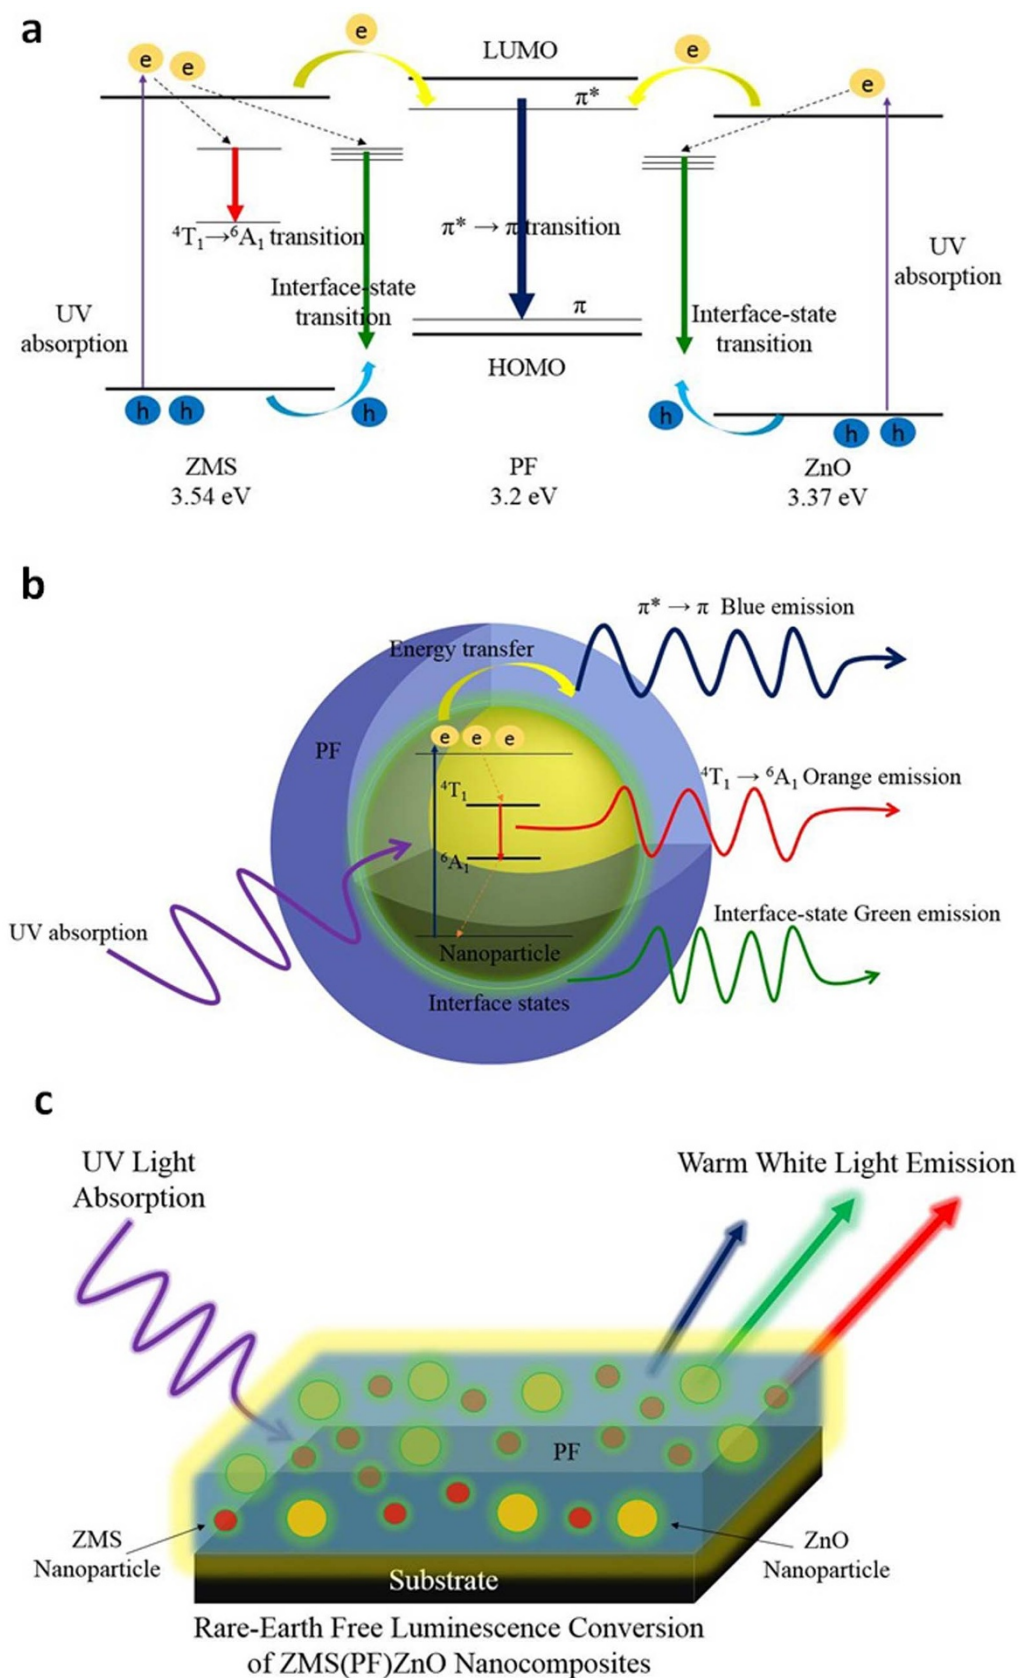 a
e
e
e
LUMO
e
e
π*
⁴T₁→⁶A₁ transition
π* → π transition
UV
absorption
Interface-state
transition
UV
absorption
Interface-state
transition
π
HOMO
h
h
h
h
h
h
ZMS
3.54 eV
PF
3.2 eV
ZnO
3.37 eV
b
π* → π Blue emission
Energy transfer
PF
e
e
e
⁴T₁
⁴T₁ → ⁶A₁ Orange emission
⁶A₁
UV absorption
Interface-state Green emission
Nanoparticle
Interface states
c
UV Light
Absorption
Warm White Light Emission
PF
ZMS
Nanoparticle
ZnO
Nanoparticle
Substrate
Rare-Earth Free Luminescence Conversion
of ZMS(PF)ZnO Nanocomposites